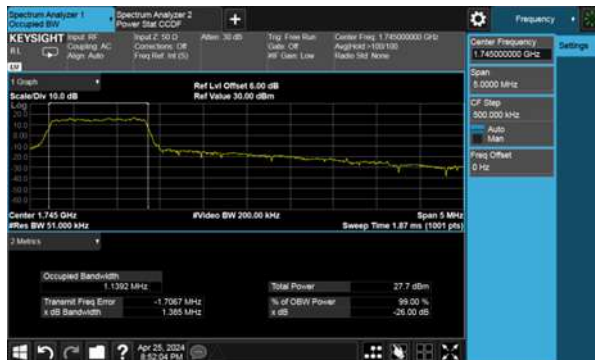 Spectrum Analyzer 1
Occupied BW
Spectrum Analyzer 2
Power Stat CCDF
+
Frequency
KEYSIGHT
Input: RF
Coupling: AC
Align: Auto
Input Z: 50 Ω
Corrections: Off
Freq Ref: Int (S)
Atten: 30 dB
Trig: Free Run
Gate: Off
#IF Gain: Low
Center Freq: 1.745000000 GHz
Avg|Hold:>100/100
Radio Std: None
1 Graph
Scale/Div 10.0 dB
Ref Lvl Offset 6.00 dB
Ref Value 30.00 dBm
Log
Center 1.745 GHz
#Res BW 51.000 kHz
#Video BW 200.00 kHz
Span 5 MHz
Sweep Time 1.87 ms (1001 pts)
2 Metrics
Occupied Bandwidth
1.1392 MHz
Transmit Freq Error
-1.7067 MHz
x dB Bandwidth
1.385 MHz
Total Power
27.7 dBm
% of OBW Power
99.00 %
x dB
-26.00 dB
Center Frequency
1.745000000 GHz
Span
5.0000 MHz
CF Step
500.000 kHz
Auto
Man
Freq Offset
0 Hz
Settings
?
Apr 25, 2024
8:52:04 PM